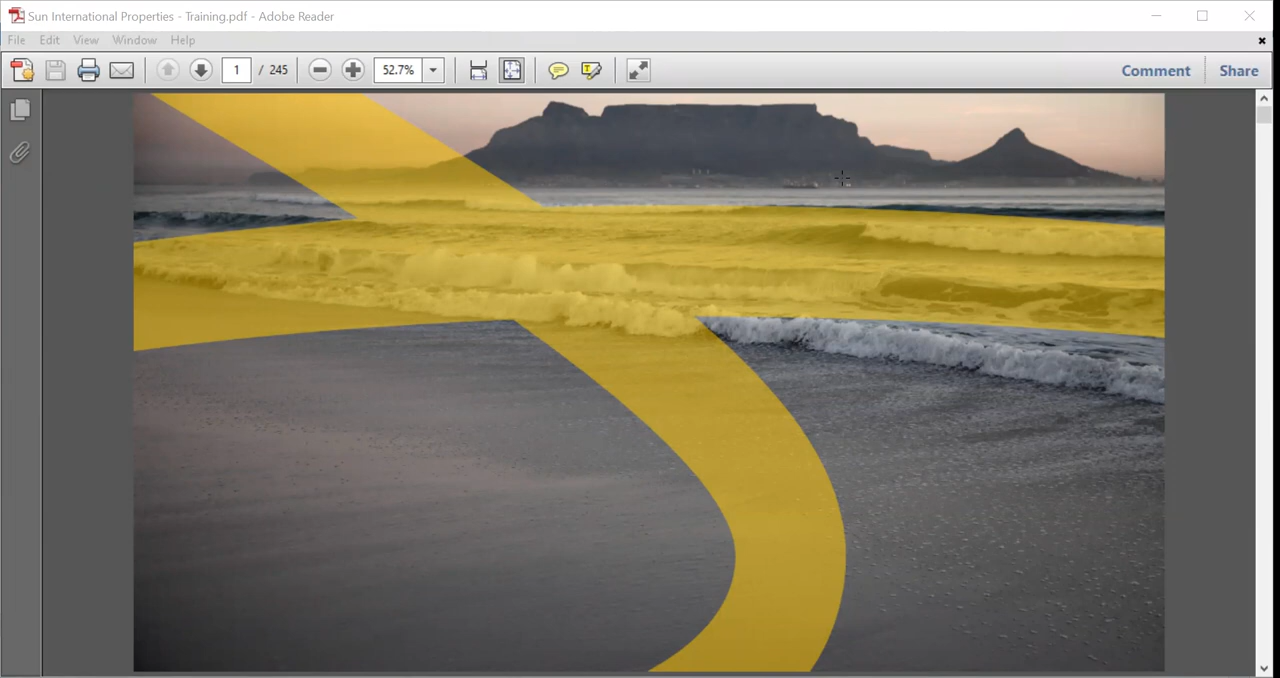 Sun International Properties - Training.pdf - Adobe Reader
File Edit View Window Help
1 / 245 52.7% Comment Share